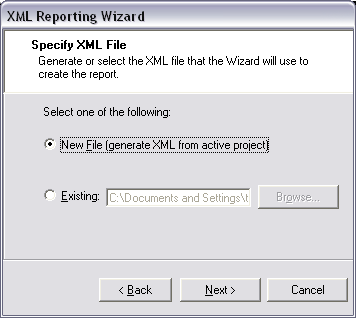 XML Reporting Wizard
Specify XML File
Generate or select the XML file that the Wizard will use to
create the report.
Select one of the following:
New File (generate XML from active project)
Existing: C:\Documents and Settings\t Browse...
< Back Next > Cancel